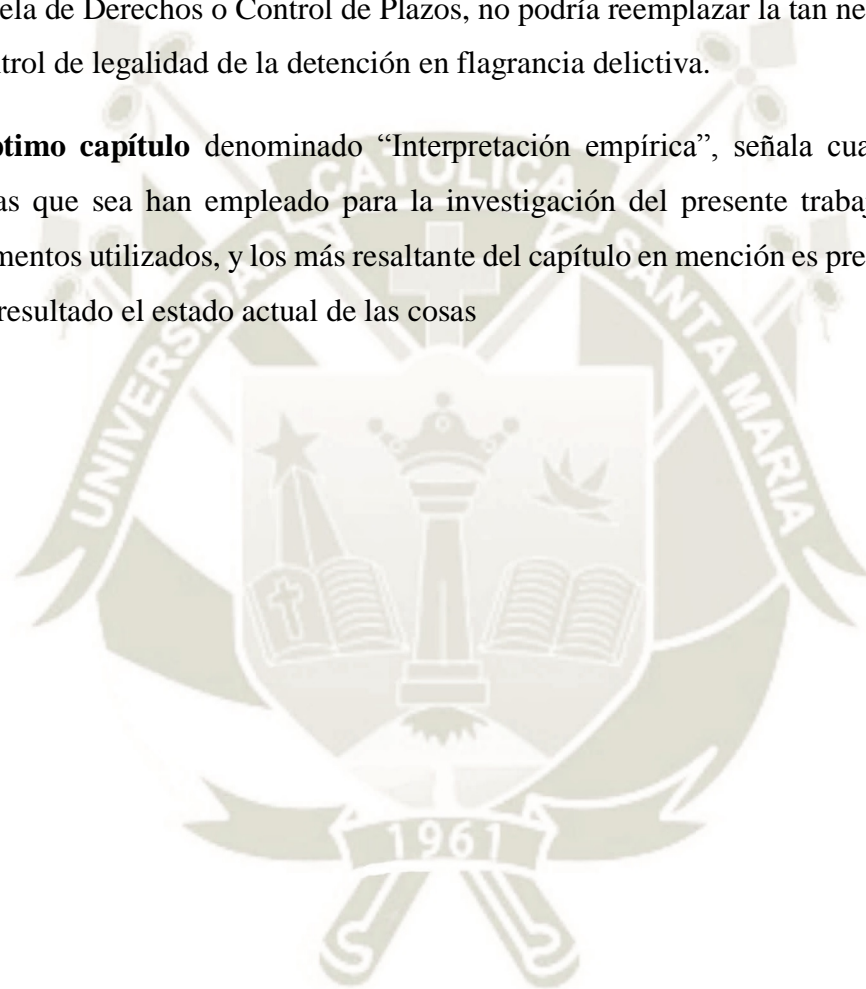 ela de Derechos o Control de Plazos, no podría reemplazar la tan ne
trol de legalidad de la detención en flagrancia delictiva.
ptimo capítulo denominado “Interpretación empírica”, señala cua
as que sea han empleado para la investigación del presente trabaj
mentos utilizados, y los más resaltante del capítulo en mención es pre
resultado el estado actual de las cosas
UNIVERSIDAD CATOLICA SANTA MARIA
1961